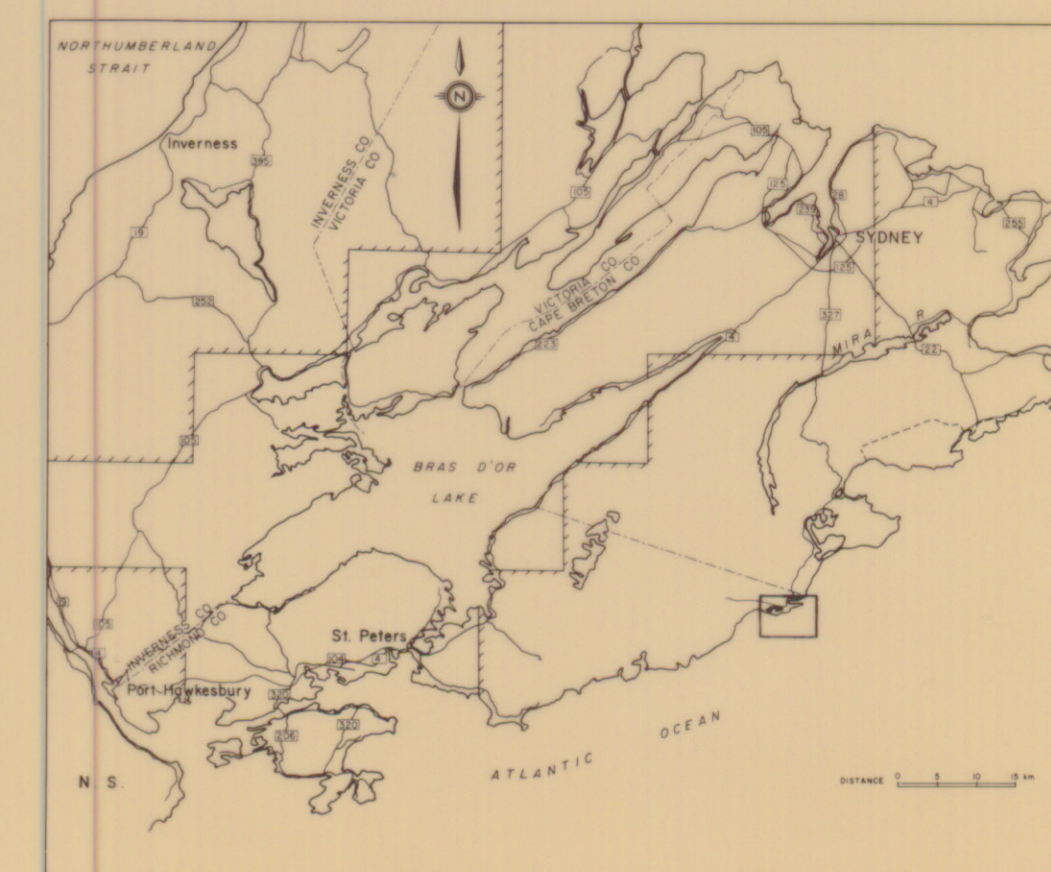 NORTHUMBERLAND
STRAIT
N
Inverness
395
INVERNESS CO
VICTORIA CO
105
105
125
28
239
4
255
SYDNEY
125
19
252
VICTORIA CO
CAPE BRETON CO
223
4
327
MIRA R
22
105
BRAS D'OR
LAKE
19
105
4
INVERNESS CO
RICHMOND CO
St. Peters
104
4
Port Hawkesbury
320
206
320
ATLANTIC OCEAN
N S.
DISTANCE 0 5 10 15 km